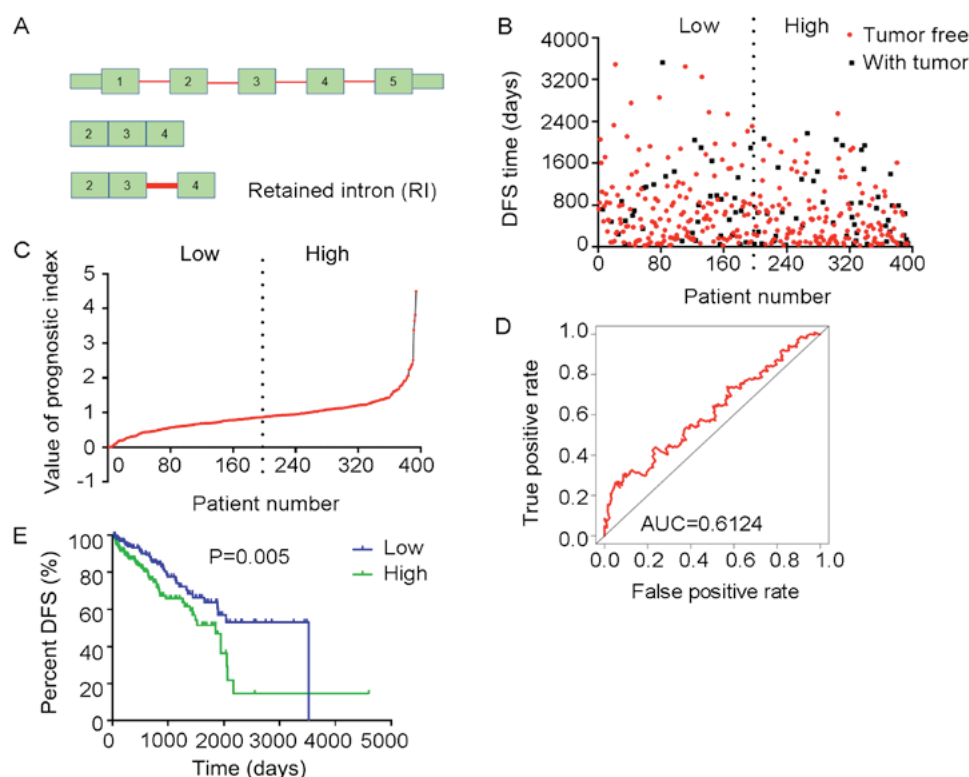 A
1 2 3 4 5
2 3 4
2 3 4
Retained intron (RI)
B
Low High
Tumor free
With tumor
DFS time (days)
4000
3200
2400
1600
800
0
0 80 160 240 320 400
Patient number
C
Low High
Value of prognostic index
5
4
3
2
1
0
-1
0 80 160 240 320 400
Patient number
D
True positive rate
1.0
0.8
0.6
0.4
0.2
0.0
AUC=0.6124
0.0 0.2 0.4 0.6 0.8 1.0
False positive rate
E
P=0.005
Low
High
Percent DFS (%)
100
80
60
40
20
0
0 1000 2000 3000 4000 5000
Time (days)